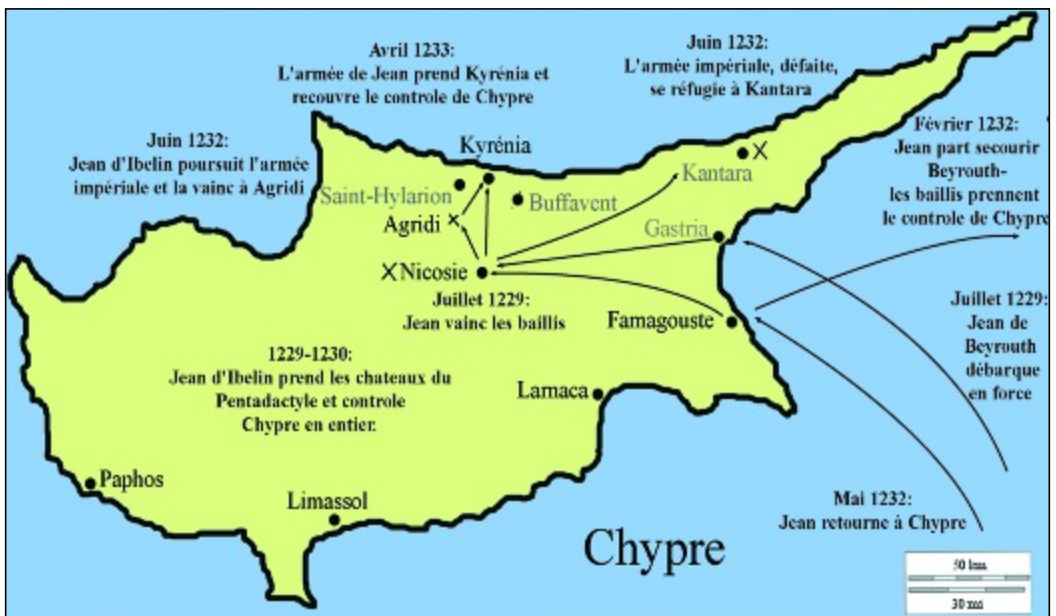 Avril 1233:
L'armée de Jean prend Kyrénia et
recouvre le controle de Chypre
Juin 1232:
L'armée impériale, défaite,
se réfugie à Kantara
Juin 1232:
Jean d'Ibelin poursuit l'armée
impériale et la vainc à Agridi
Février 1232:
Jean part secourir
Beyrouth-
les baillis prennent
le controle de Chypre
Kyrénia
Saint-Hylarion
Buffavent
Kantara
Agridi
Gastria
Nicosie
Juillet 1229:
Jean vainc les baillis
Famagouste
Juillet 1229:
Jean de
Beyrouth
débarque
en force
1229-1230:
Jean d'Ibelin prend les chateaux du
Pentadactyle et controle
Chypre en entier.
Larnaca
Paphos
Limassol
Mai 1232:
Jean retourne à Chypre
Chypre
50 kms
30